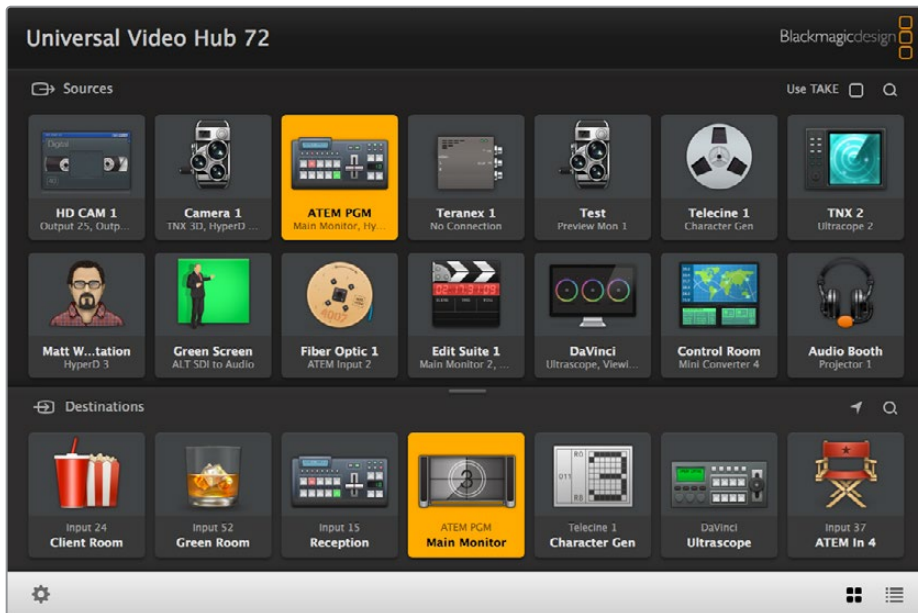 Universal Video Hub 72
Blackmagicdesign
Sources
Use TAKE
HD CAM 1
Output 25, Outp...
Camera 1
TNX 3D, HyperD ...
ATEM PGM
Main Monitor, Hy...
Teranex 1
No Connection
Test
Preview Mon 1
Telecine 1
Character Gen
TNX 2
Ultracope 2
Matt W...tation
HyperD 3
Green Screen
ALT SDI to Audio
Fiber Optic 1
ATEM Input 2
Edit Suite 1
Main Monitor 2, ...
DaVinci
Ultrascope, Viewi...
Control Room
Mini Converter 4
Audio Booth
Projector 1
Destinations
Input 24
Client Room
Input 52
Green Room
Input 15
Reception
3
ATEM PGM
Main Monitor
Telecine 1
Character Gen
DaVinci
Ultrascope
Input 37
ATEM In 4